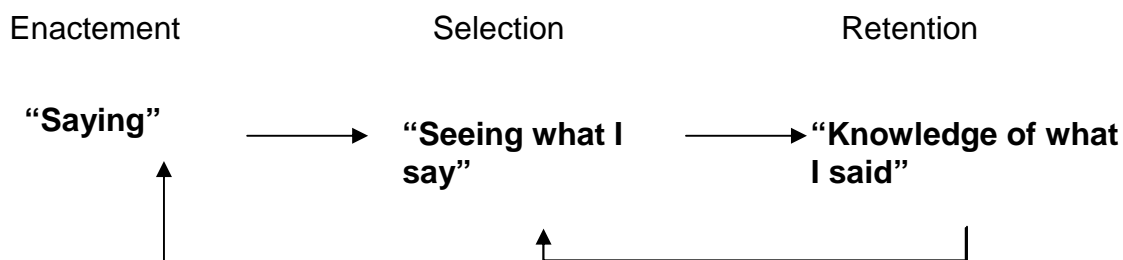 Enactement Selection Retention
“Saying” “Seeing what I “Knowledge of what
say” I said”